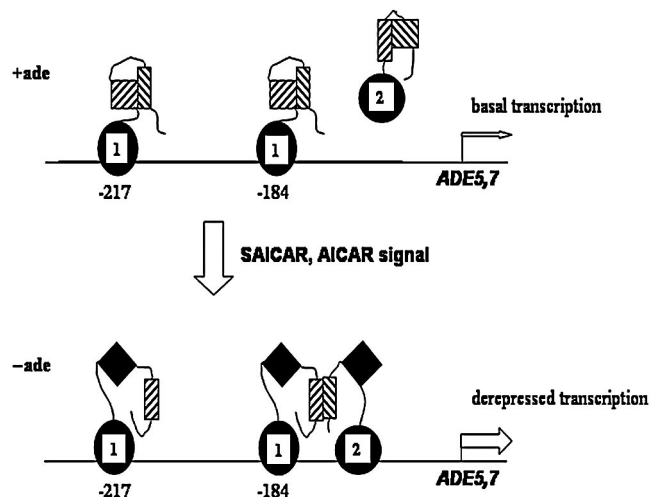 +ade
2
basal transcription
1
1
-217
-184
ADE5,7
SAICAR, AICAR signal
–ade
derepressed transcription
1
1
2
-217
-184
ADE5,7